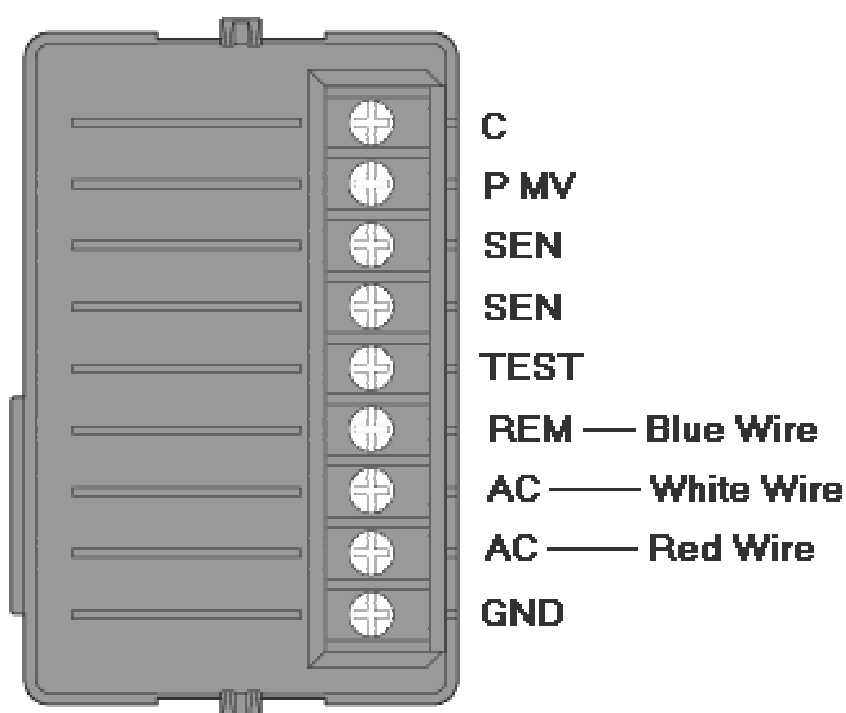 C
P MV
SEN
SEN
TEST
REM — Blue Wire
AC — White Wire
AC — Red Wire
GND